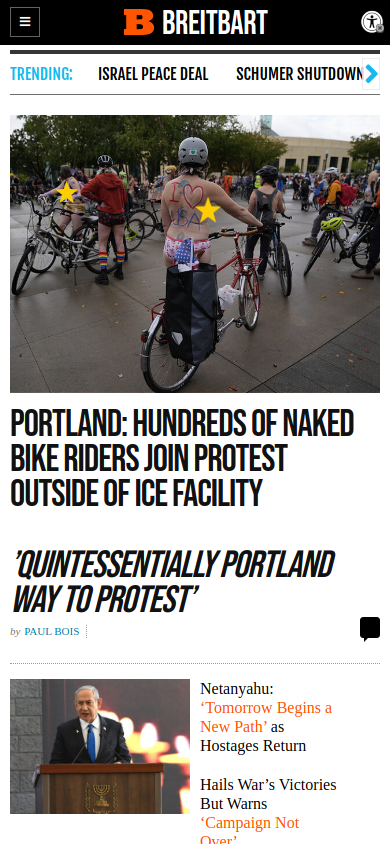 BREITBART
TRENDING:
ISRAEL PEACE DEAL
SCHUMER SHUTDOWN
I
PORTLAND: HUNDREDS OF NAKED
BIKE RIDERS JOIN PROTEST
OUTSIDE OF ICE FACILITY
’QUINTESSENTIALLY PORTLAND
WAY TO PROTEST’
by PAUL BOIS
Netanyahu:
‘Tomorrow Begins a
New Path’ as
Hostages Return
Hails War’s Victories
But Warns
‘Campaign Not
Over’